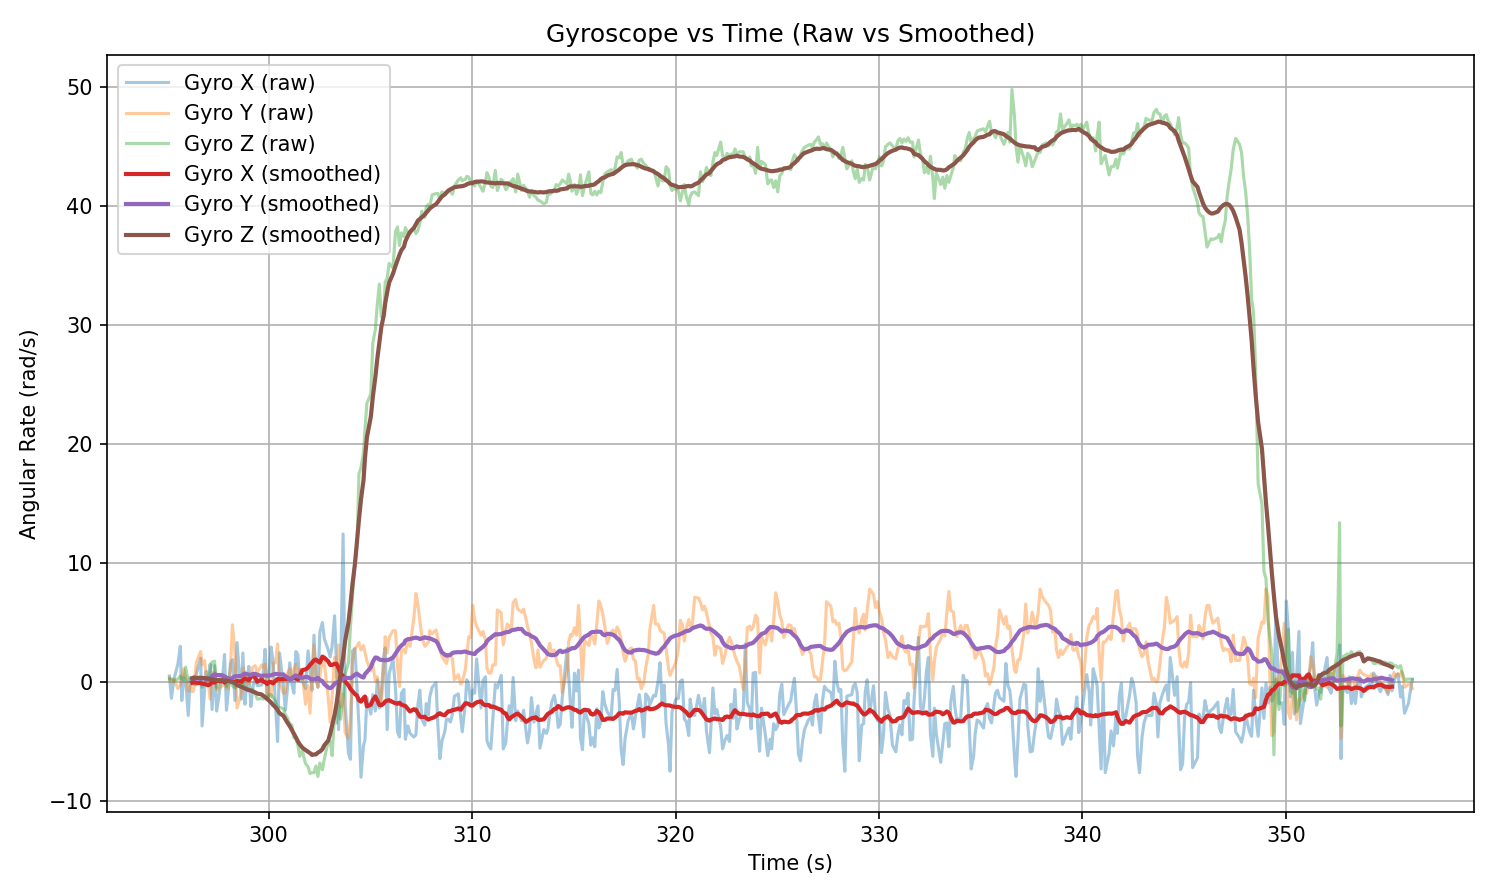 Gyroscope vs Time (Raw vs Smoothed)
Gyro X (raw)
Gyro Y (raw)
Gyro Z (raw)
Gyro X (smoothed)
Gyro Y (smoothed)
Gyro Z (smoothed)
50
40
30
20
10
0
−10
Angular Rate (rad/s)
300 310 320 330 340 350
Time (s)